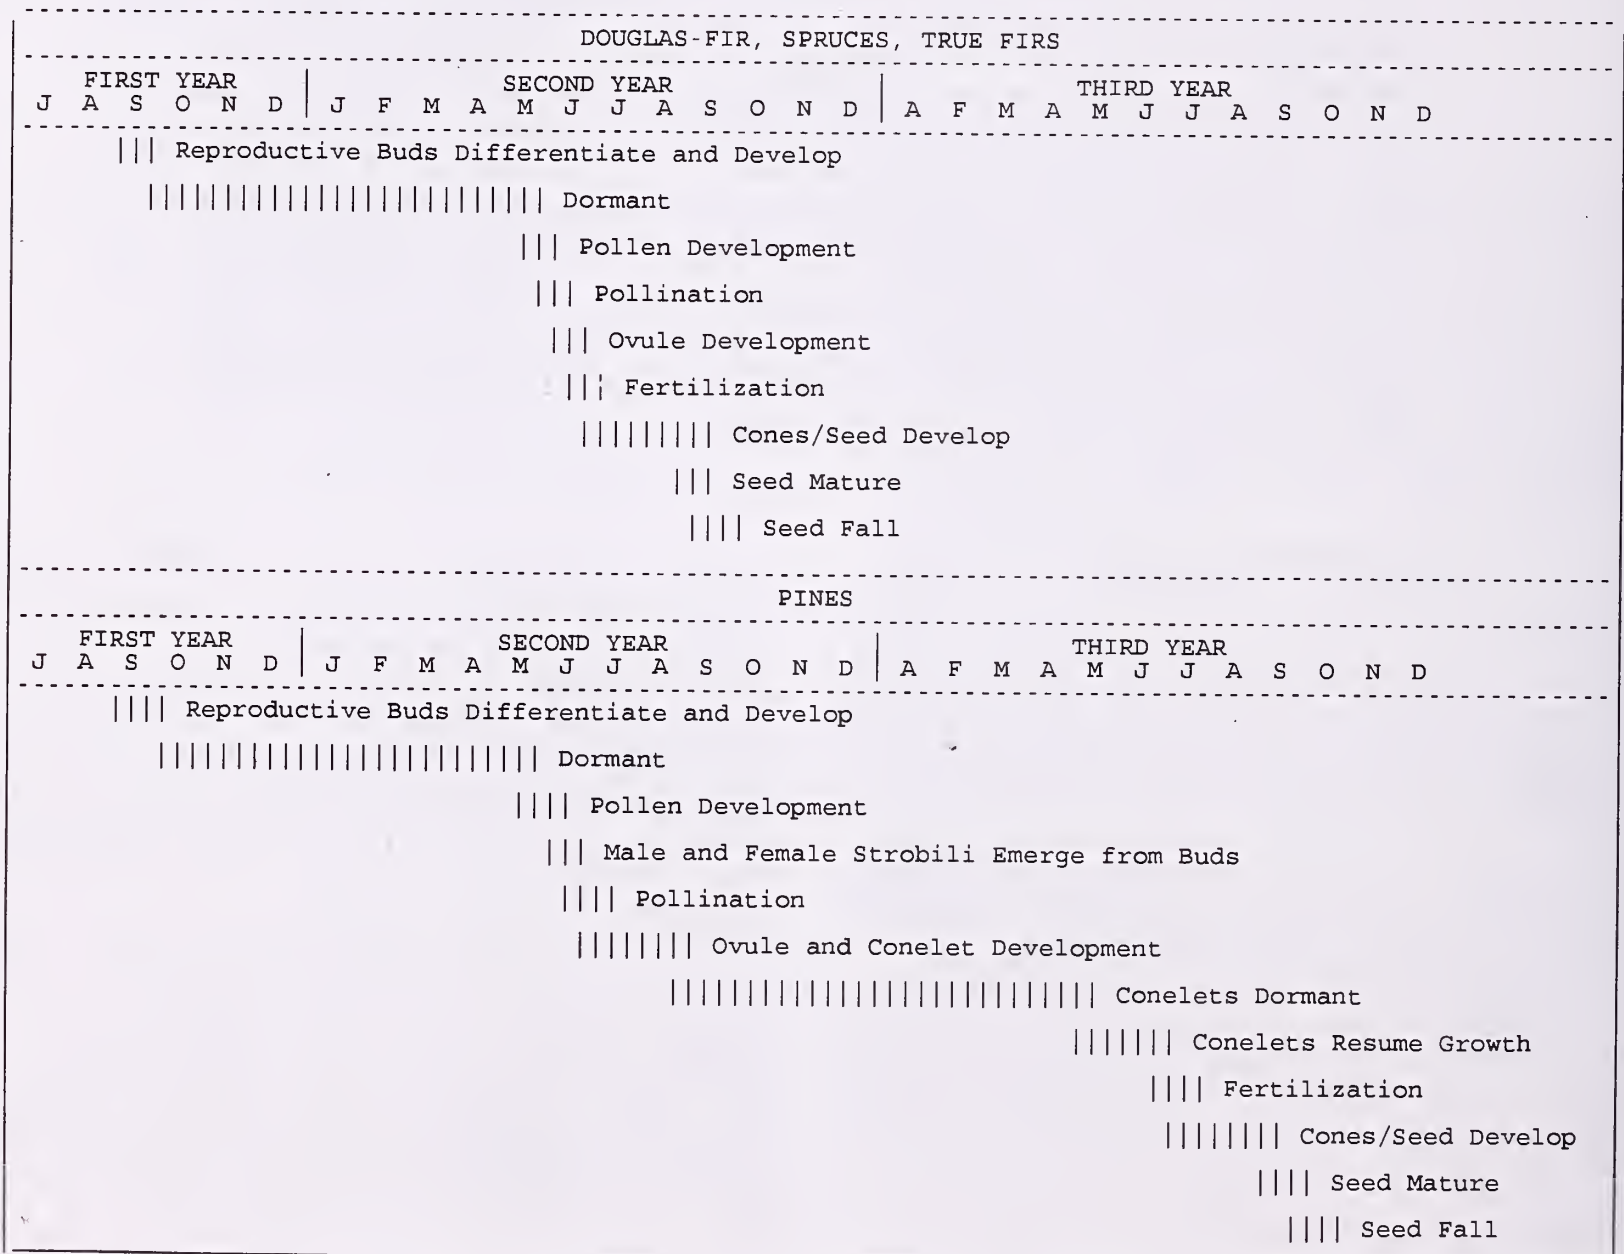 DOUGLAS-FIR, SPRUCES, TRUE FIRS
FIRST YEAR | SECOND YEAR | THIRD YEAR
J A S O N D | J F M A M J J A S O N D | A F M A M J J A S O N D
Reproductive Buds Differentiate and Develop
Dormant
Pollen Development
Pollination
Ovule Development
Fertilization
Cones/Seed Develop
Seed Mature
Seed Fall
PINES
FIRST YEAR | SECOND YEAR | THIRD YEAR
J A S O N D | J F M A M J J A S O N D | A F M A M J J A S O N D
Reproductive Buds Differentiate and Develop
Dormant
Pollen Development
Male and Female Strobili Emerge from Buds
Pollination
Ovule and Conelet Development
Conelets Dormant
Conelets Resume Growth
Fertilization
Cones/Seed Develop
Seed Mature
Seed Fall